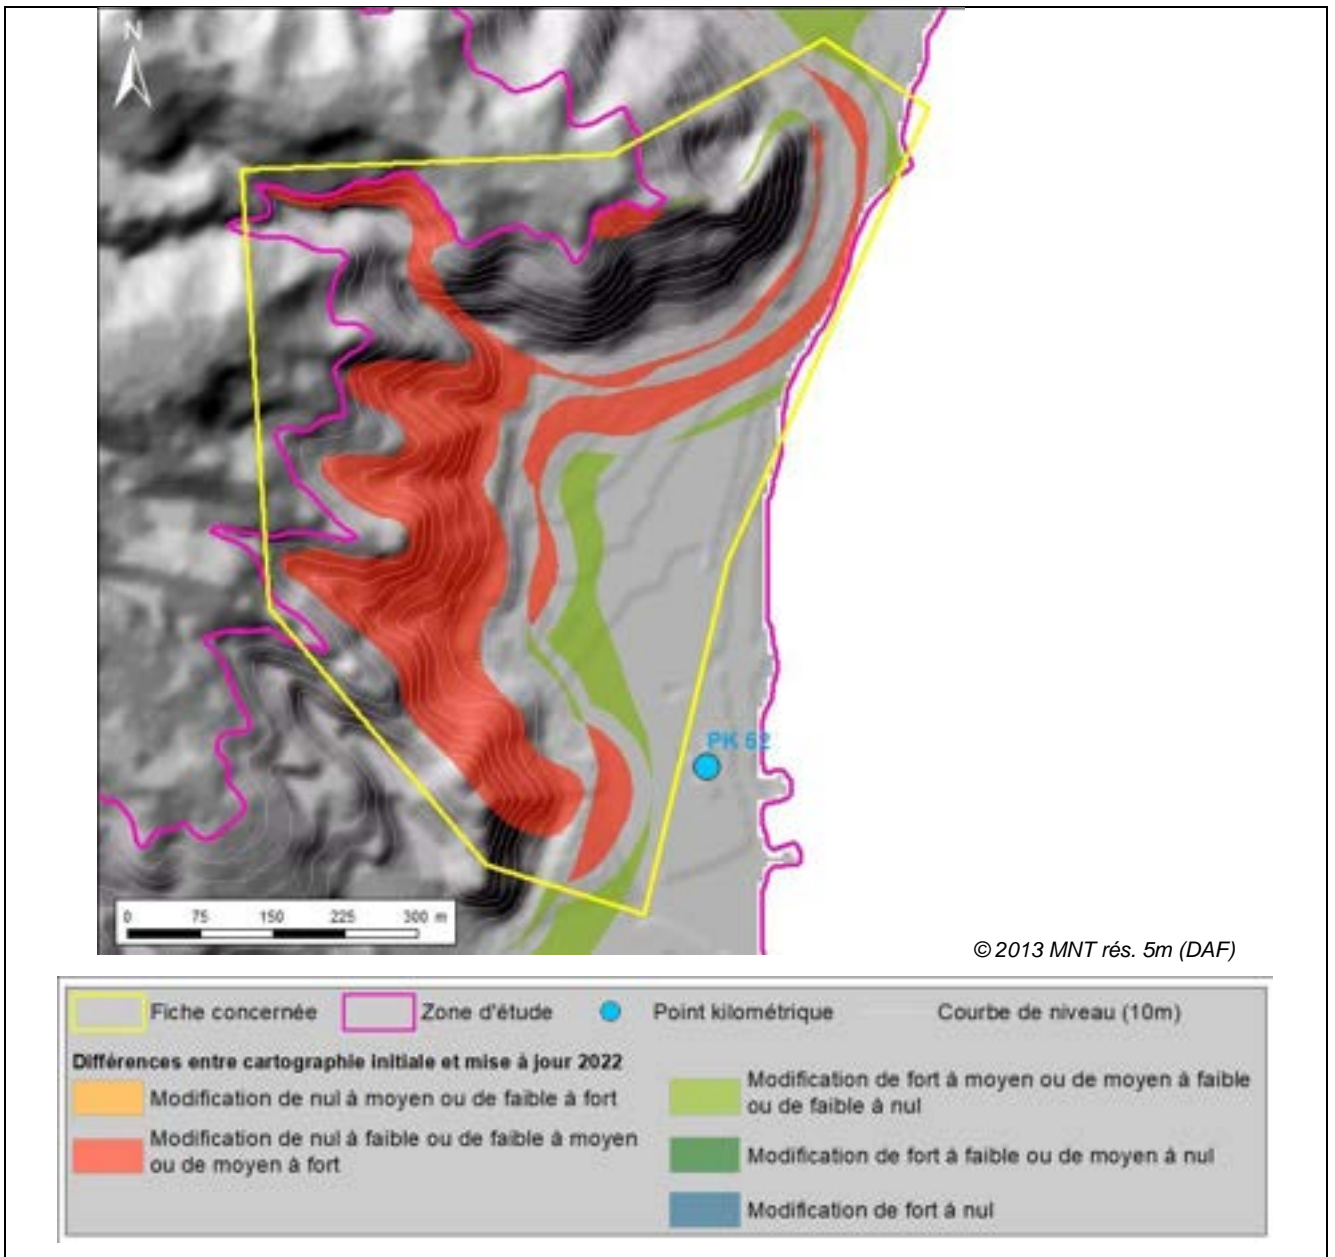 N
PK 52
0 75 150 225 300 m
© 2013 MNT rés. 5m (DAF)
Fiche concernée Zone d'étude Point kilométrique Courbe de niveau (10m)
Différences entre cartographie initiale et mise à jour 2022
Modification de nul à moyen ou de faible à fort
Modification de nul à faible ou de faible à moyen
ou de moyen à fort
Modification de fort à moyen ou de moyen à faible
ou de faible à nul
Modification de fort à faible ou de moyen à nul
Modification de fort à nul